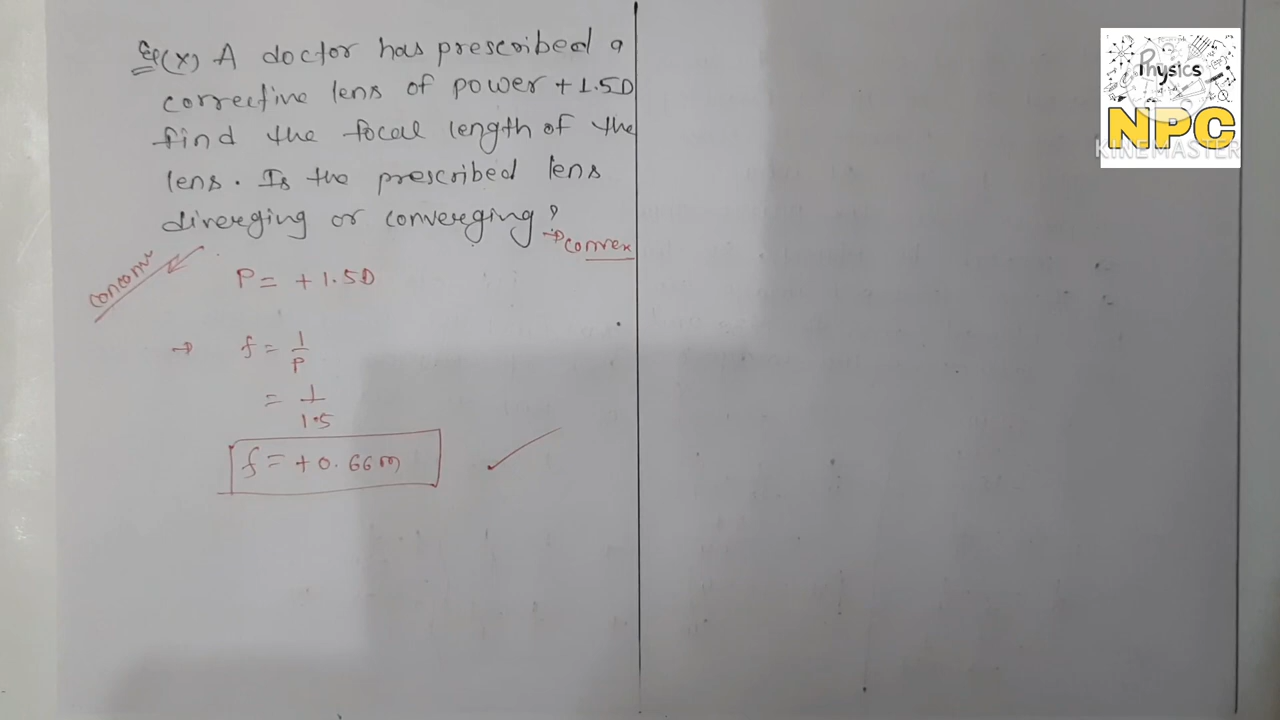 Ex(x) A doctor has prescribed a
corrective lens of power +1.5D
find the focal length of the
lens. Is the prescribed lens
diverging or converging?
→ convex
concave
P = +1.5D
→ f = 1/P
= 1/1.5
f = +0.66m
Physics
NPC
KINEMASTER